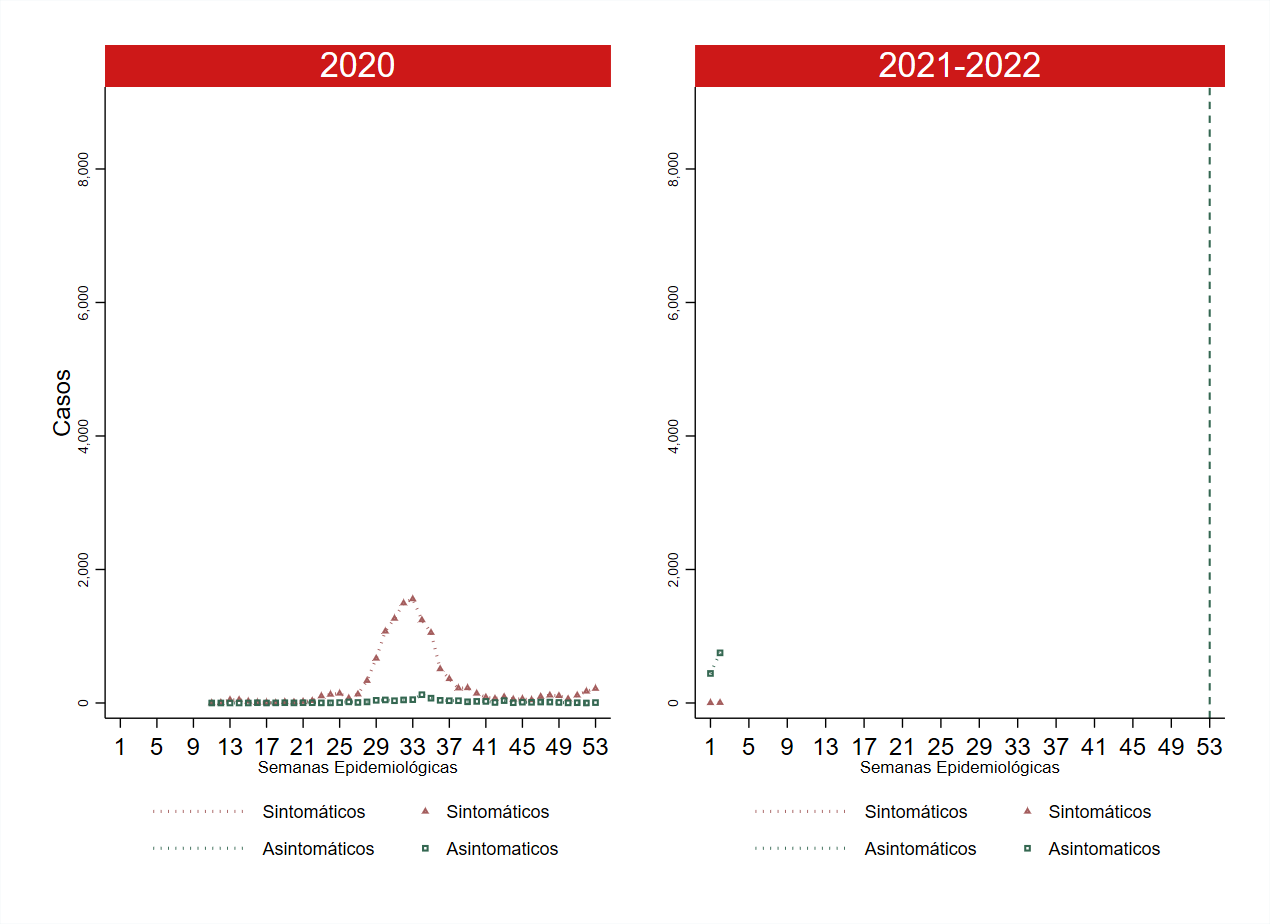 2020
8,000
6,000
4,000
2,000
0
Casos
1 5 9 13 17 21 25 29 33 37 41 45 49 53
Semanas Epidemiológicas
Sintomáticos Sintomáticos
Asintomáticos Asintomaticos
2021-2022
8,000
6,000
4,000
2,000
0
1 5 9 13 17 21 25 29 33 37 41 45 49 53
Semanas Epidemiológicas
Sintomáticos Sintomáticos
Asintomáticos Asintomaticos